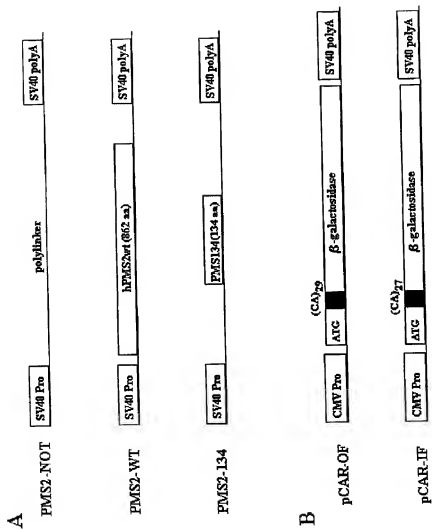 A
PMS2-NOT
SV40 Pro polylinker SV40 polyA
PMS2-WT
SV40 Pro hPMS2wt (862 aa) SV40 polyA
PMS2-134
SV40 Pro PMS134(134 aa) SV40 polyA
B
(CA)29
pCAR-OF
CMV Pro ATG β-galactosidase SV40 polyA
(CA)27
pCAR-IF
CMV Pro ATG β-galactosidase SV40 polyA